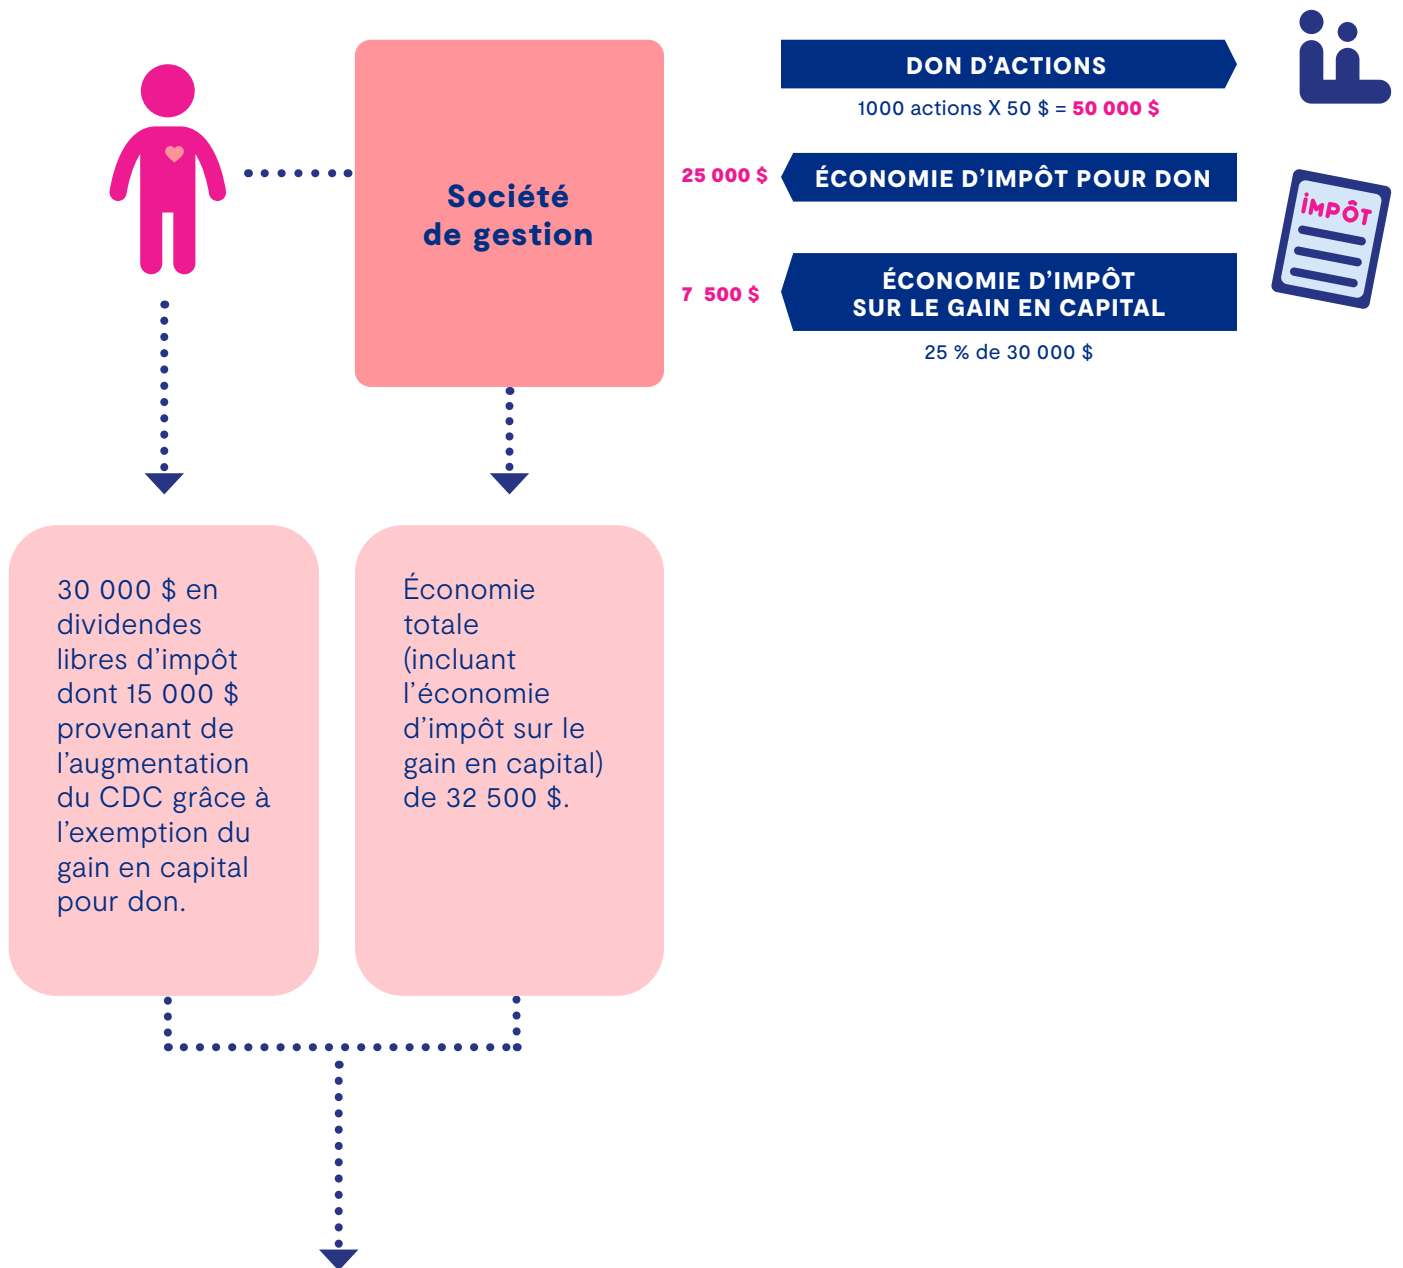 DON D’ACTIONS
1000 actions X 50 $ = 50 000 $
25 000 $
ÉCONOMIE D’IMPÔT POUR DON
IMPÔT
Société
de gestion
7 500 $
ÉCONOMIE D’IMPÔT
SUR LE GAIN EN CAPITAL
25 % de 30 000 $
30 000 $ en
dividendes
libres d’impôt
dont 15 000 $
provenant de
l’augmentation
du CDC grâce à
l’exemption du
gain en capital
pour don.
Économie
totale
(incluant
l’économie
d’impôt sur le
gain en capital)
de 32 500 $.